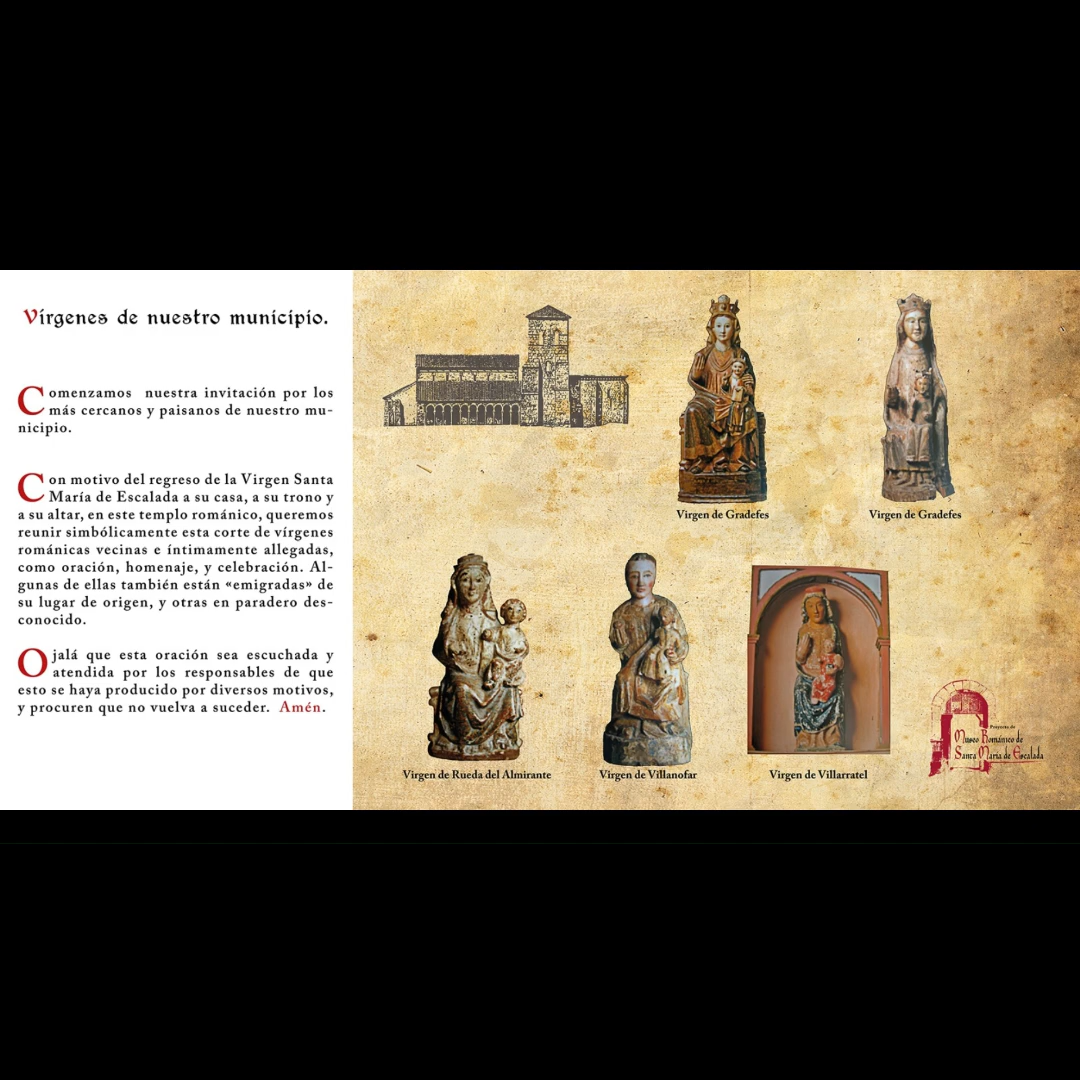 Vírgenes de nuestro municipio.
Comenzamos nuestra invitación por los
más cercanos y paisanos de nuestro mu-
nicipio.
Con motivo del regreso de la Virgen Santa
María de Escalada a su casa, a su trono y
a su altar, en este templo románico, queremos
reunir simbólicamente esta corte de vírgenes
románicas vecinas e íntimamente allegadas,
como oración, homenaje, y celebración. Al-
gunas de ellas también están «emigradas» de
su lugar de origen, y otras en paradero des-
conocido.
Ojalá que esta oración sea escuchada y
atendida por los responsables de que
esto se haya producido por diversos motivos,
y procuren que no vuelva a suceder. Amén.
Virgen de Gradefes
Virgen de Gradefes
Virgen de Rueda del Almirante
Virgen de Villanofar
Virgen de Villarratel
Proyecto de
Museo Románico de
Santa María de Escalada